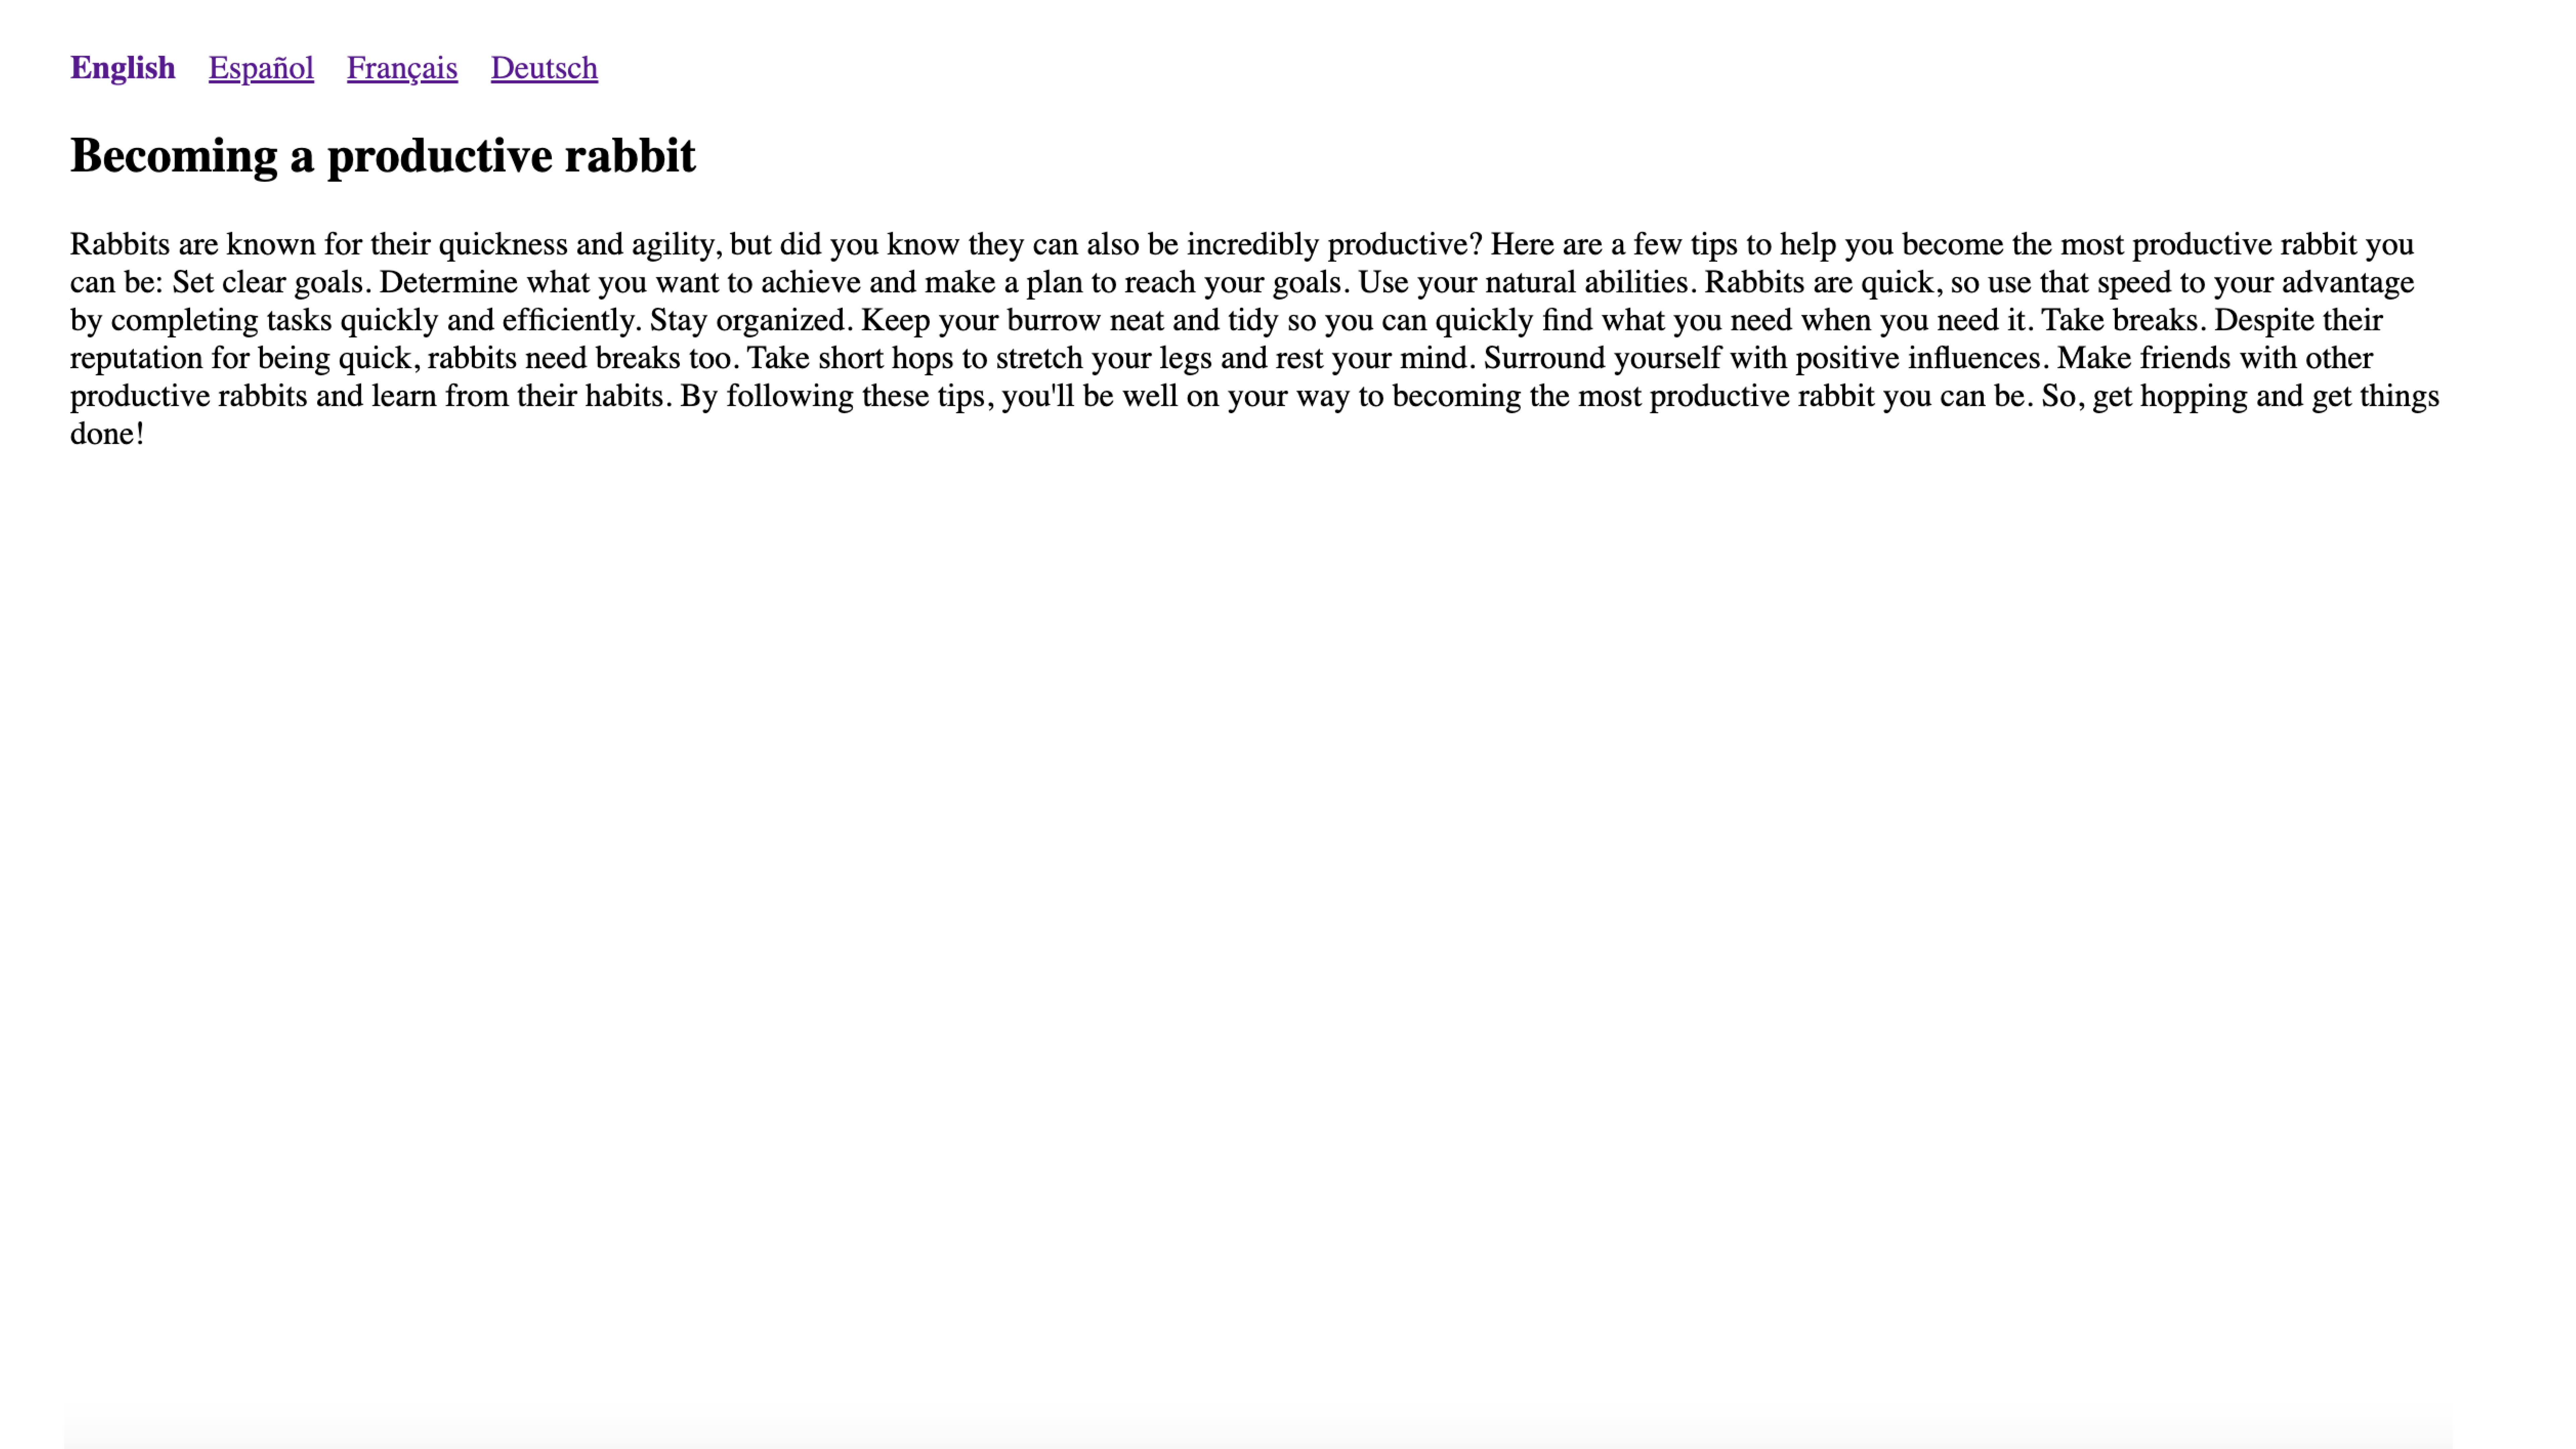 English Español Français Deutsch
Becoming a productive rabbit
Rabbits are known for their quickness and agility, but did you know they can also be incredibly productive? Here are a few tips to help you become the most productive rabbit you
can be: Set clear goals. Determine what you want to achieve and make a plan to reach your goals. Use your natural abilities. Rabbits are quick, so use that speed to your advantage
by completing tasks quickly and efficiently. Stay organized. Keep your burrow neat and tidy so you can quickly find what you need when you need it. Take breaks. Despite their
reputation for being quick, rabbits need breaks too. Take short hops to stretch your legs and rest your mind. Surround yourself with positive influences. Make friends with other
productive rabbits and learn from their habits. By following these tips, you'll be well on your way to becoming the most productive rabbit you can be. So, get hopping and get things
done!